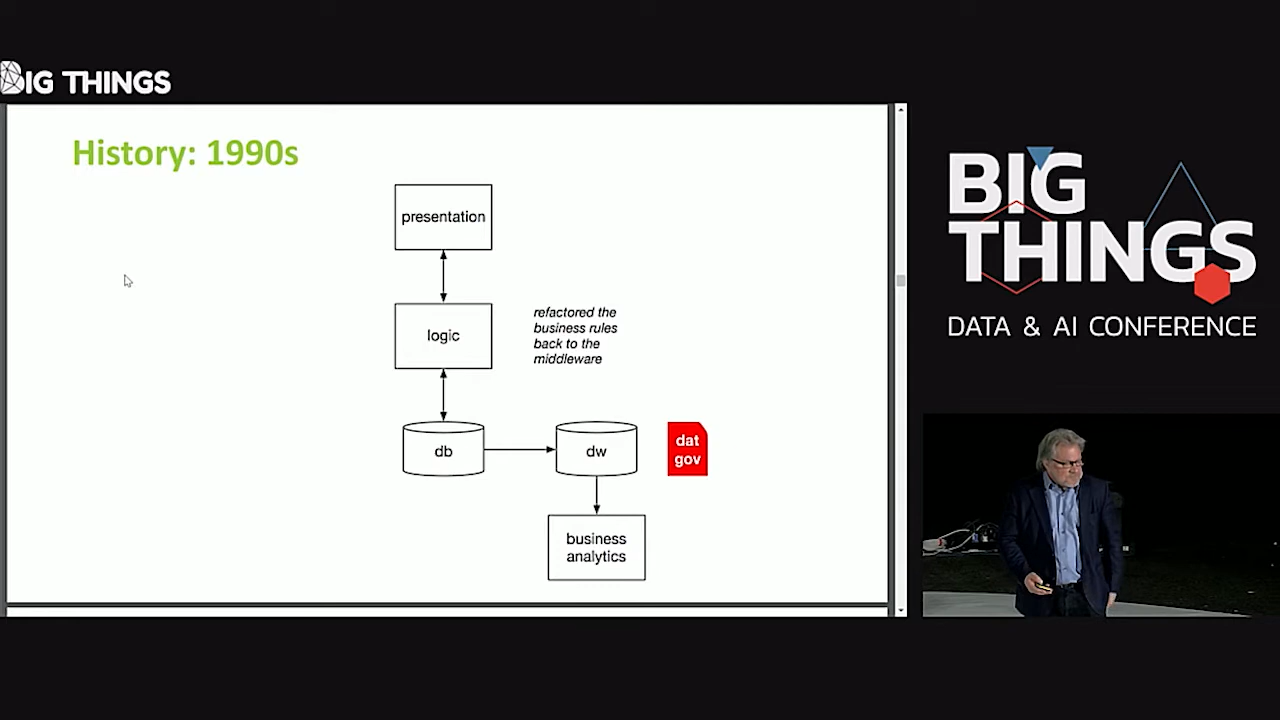 BIG THINGS
History: 1990s
presentation
logic
refactored the
business rules
back to the
middleware
db
dw
dat
gov
business
analytics
BIG
THINGS
DATA & AI CONFERENCE